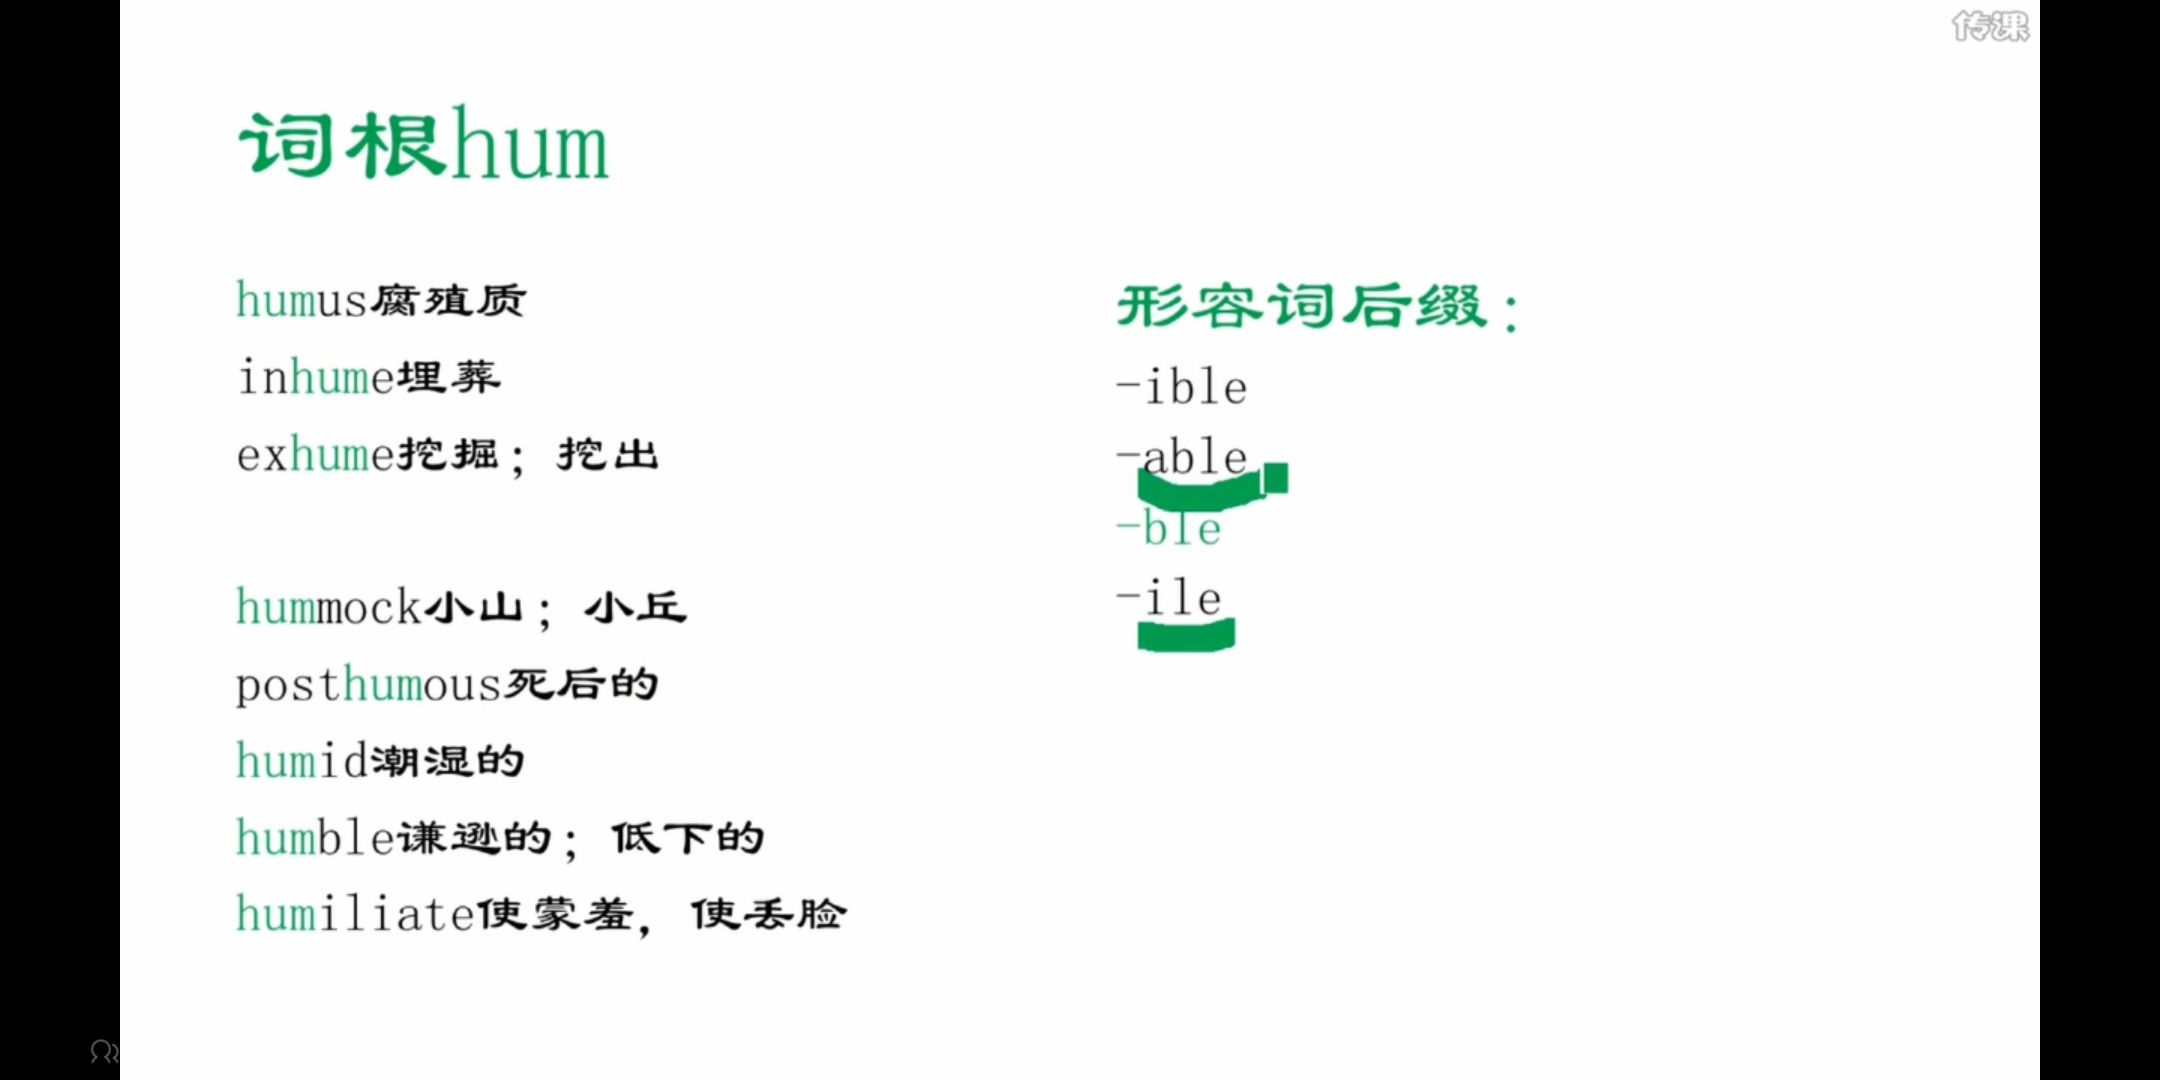 传课
词根hum
humus腐殖质
inhume埋葬
exhume挖掘；挖出
hummock小山；小丘
posthumous死后的
humid潮湿的
humble谦逊的；低下的
humiliate使蒙羞，使丢脸
形容词后缀：
-ible
-able
-ble
-ile